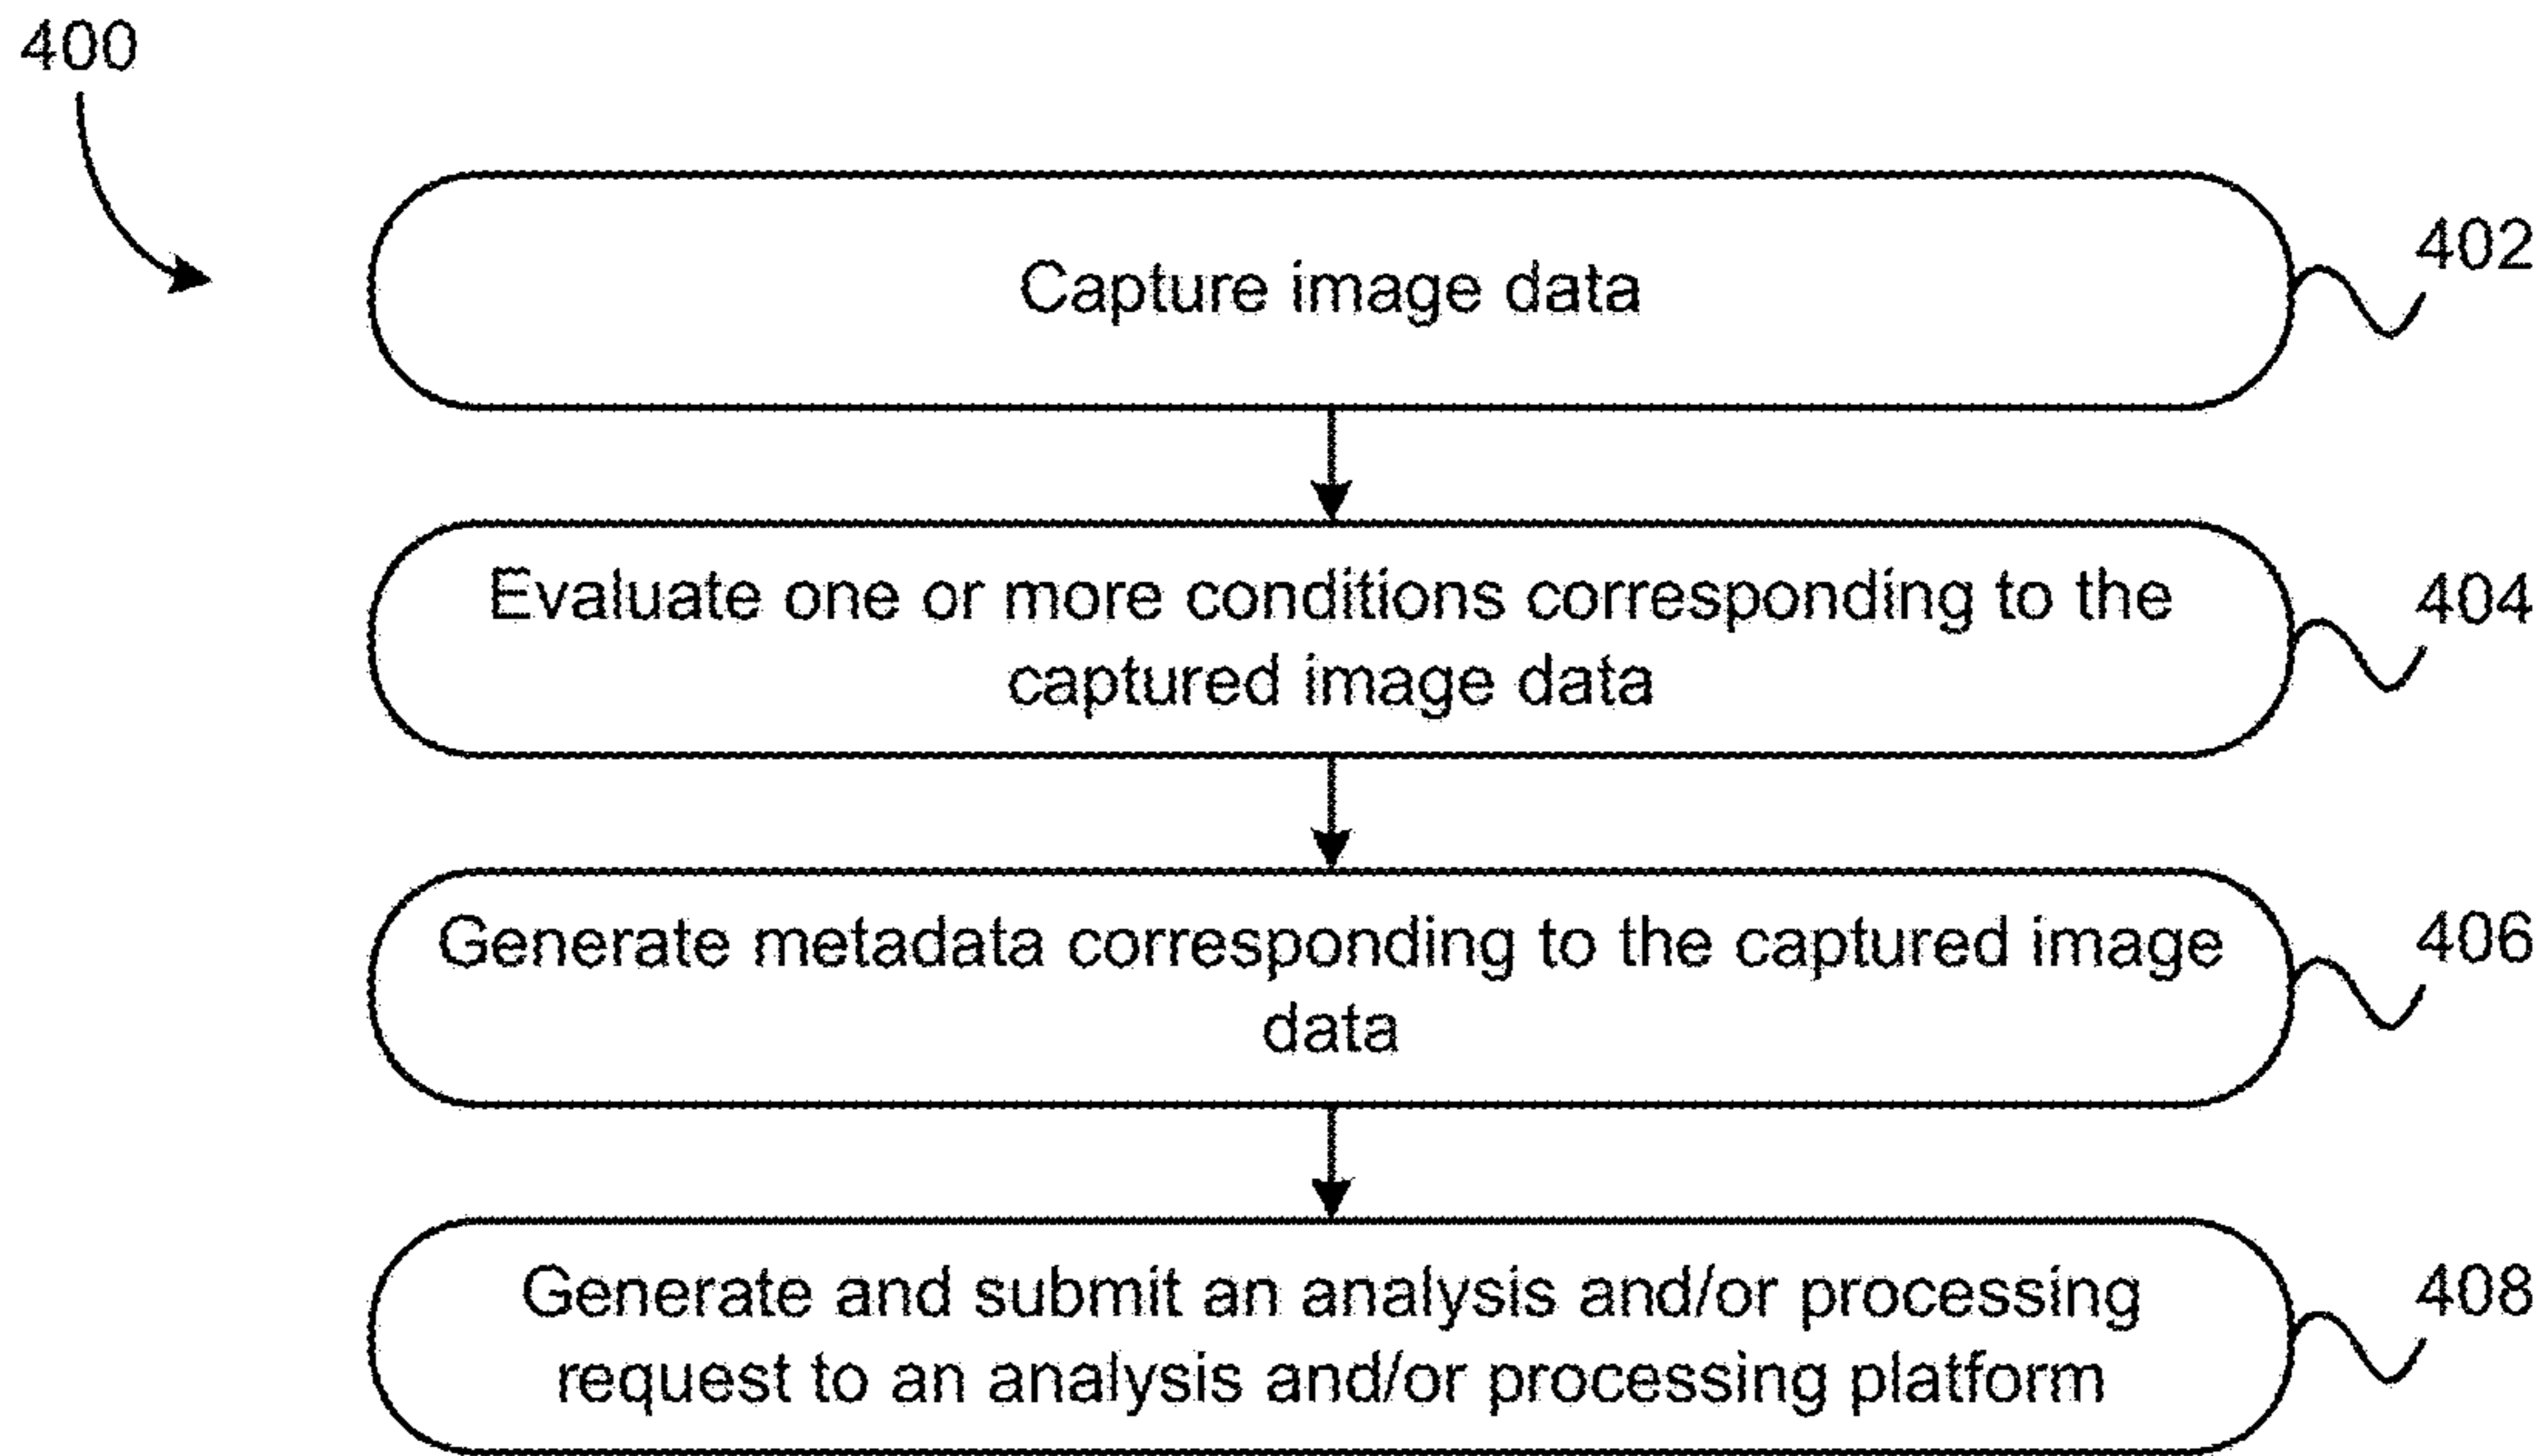 400
Capture image data
402
Evaluate one or more conditions corresponding to the
captured image data
404
Generate metadata corresponding to the captured image
data
406
Generate and submit an analysis and/or processing
request to an analysis and/or processing platform
408